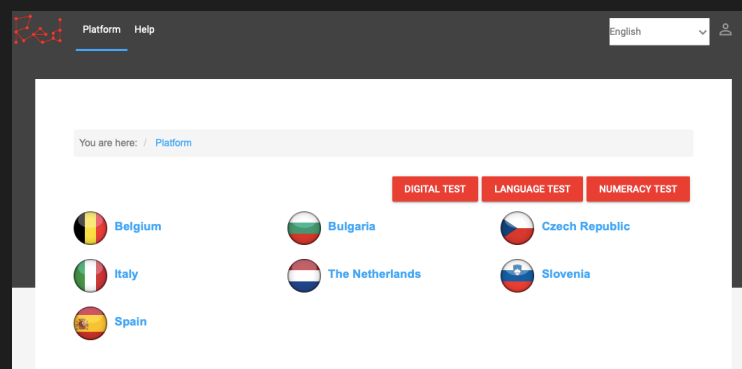 Red
Platform Help English
You are here: / Platform
DIGITAL TEST LANGUAGE TEST NUMERACY TEST
Belgium Bulgaria Czech Republic
Italy The Netherlands Slovenia
Spain